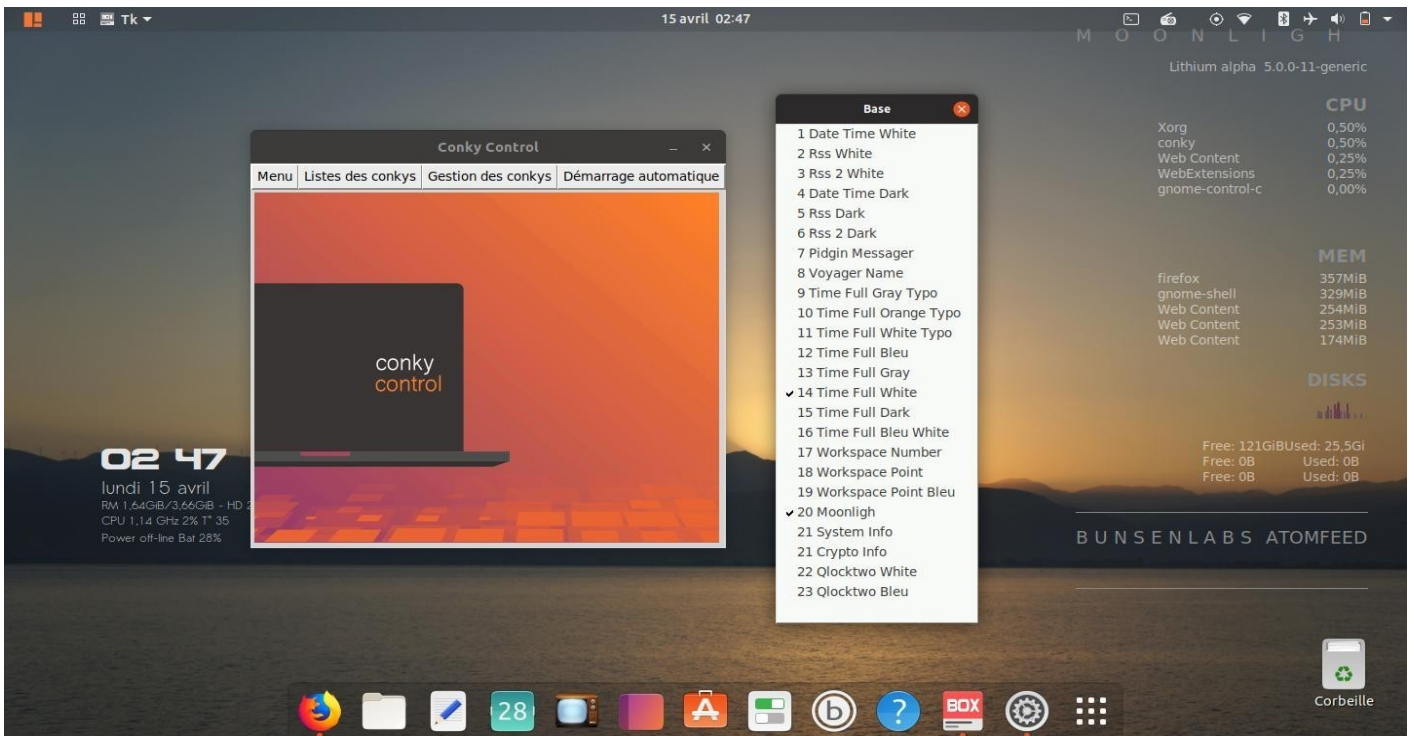 Tk
15 avril 02:47
M O O N L I G H
Lithium alpha 5.0.0-11-generic
CPU
Xorg 0,50%
conky 0,50%
Web Content 0,25%
WebExtensions 0,25%
gnome-control-c 0,00%
MEM
firefox 357MiB
gnome-shell 329MiB
Web Content 254MiB
Web Content 253MiB
Web Content 174MiB
DISKS
Free: 121GiBUsed: 25,5Gi
Free: 0B Used: 0B
Free: 0B Used: 0B
BUNSENLABS ATOMFEED
Conky Control
Menu Listes des conkys Gestion des conkys Démarrage automatique
conky
control
Base
1 Date Time White
2 Rss White
3 Rss 2 White
4 Date Time Dark
5 Rss Dark
6 Rss 2 Dark
7 Pidgin Messager
8 Voyager Name
9 Time Full Gray Typo
10 Time Full Orange Typo
11 Time Full White Typo
12 Time Full Bleu
13 Time Full Gray
14 Time Full White
15 Time Full Dark
16 Time Full Bleu White
17 Workspace Number
18 Workspace Point
19 Workspace Point Bleu
20 Moonligh
21 System Info
21 Crypto Info
22 Qlocktwo White
23 Qlocktwo Bleu
02 47
lundi 15 avril
RM 1,64GiB/3,66GiB - HD
CPU 1,14 GHz 2% T° 35
Power off-line Bat 28%
28
A
b
?
BOX
Corbeille